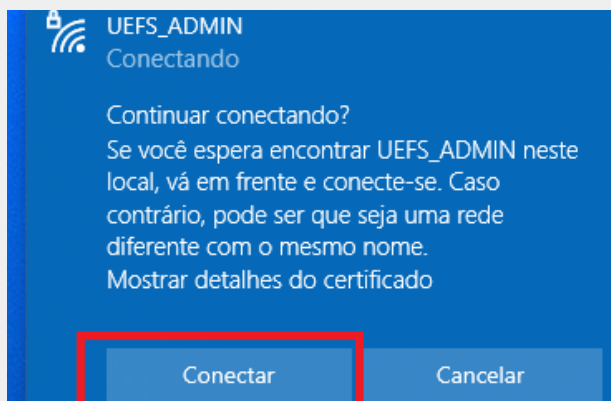 UEFS_ADMIN
Conectando
Continuar conectando?
Se você espera encontrar UEFS_ADMIN neste
local, vá em frente e conecte-se. Caso
contrário, pode ser que seja uma rede
diferente com o mesmo nome.
Mostrar detalhes do certificado
Conectar
Cancelar